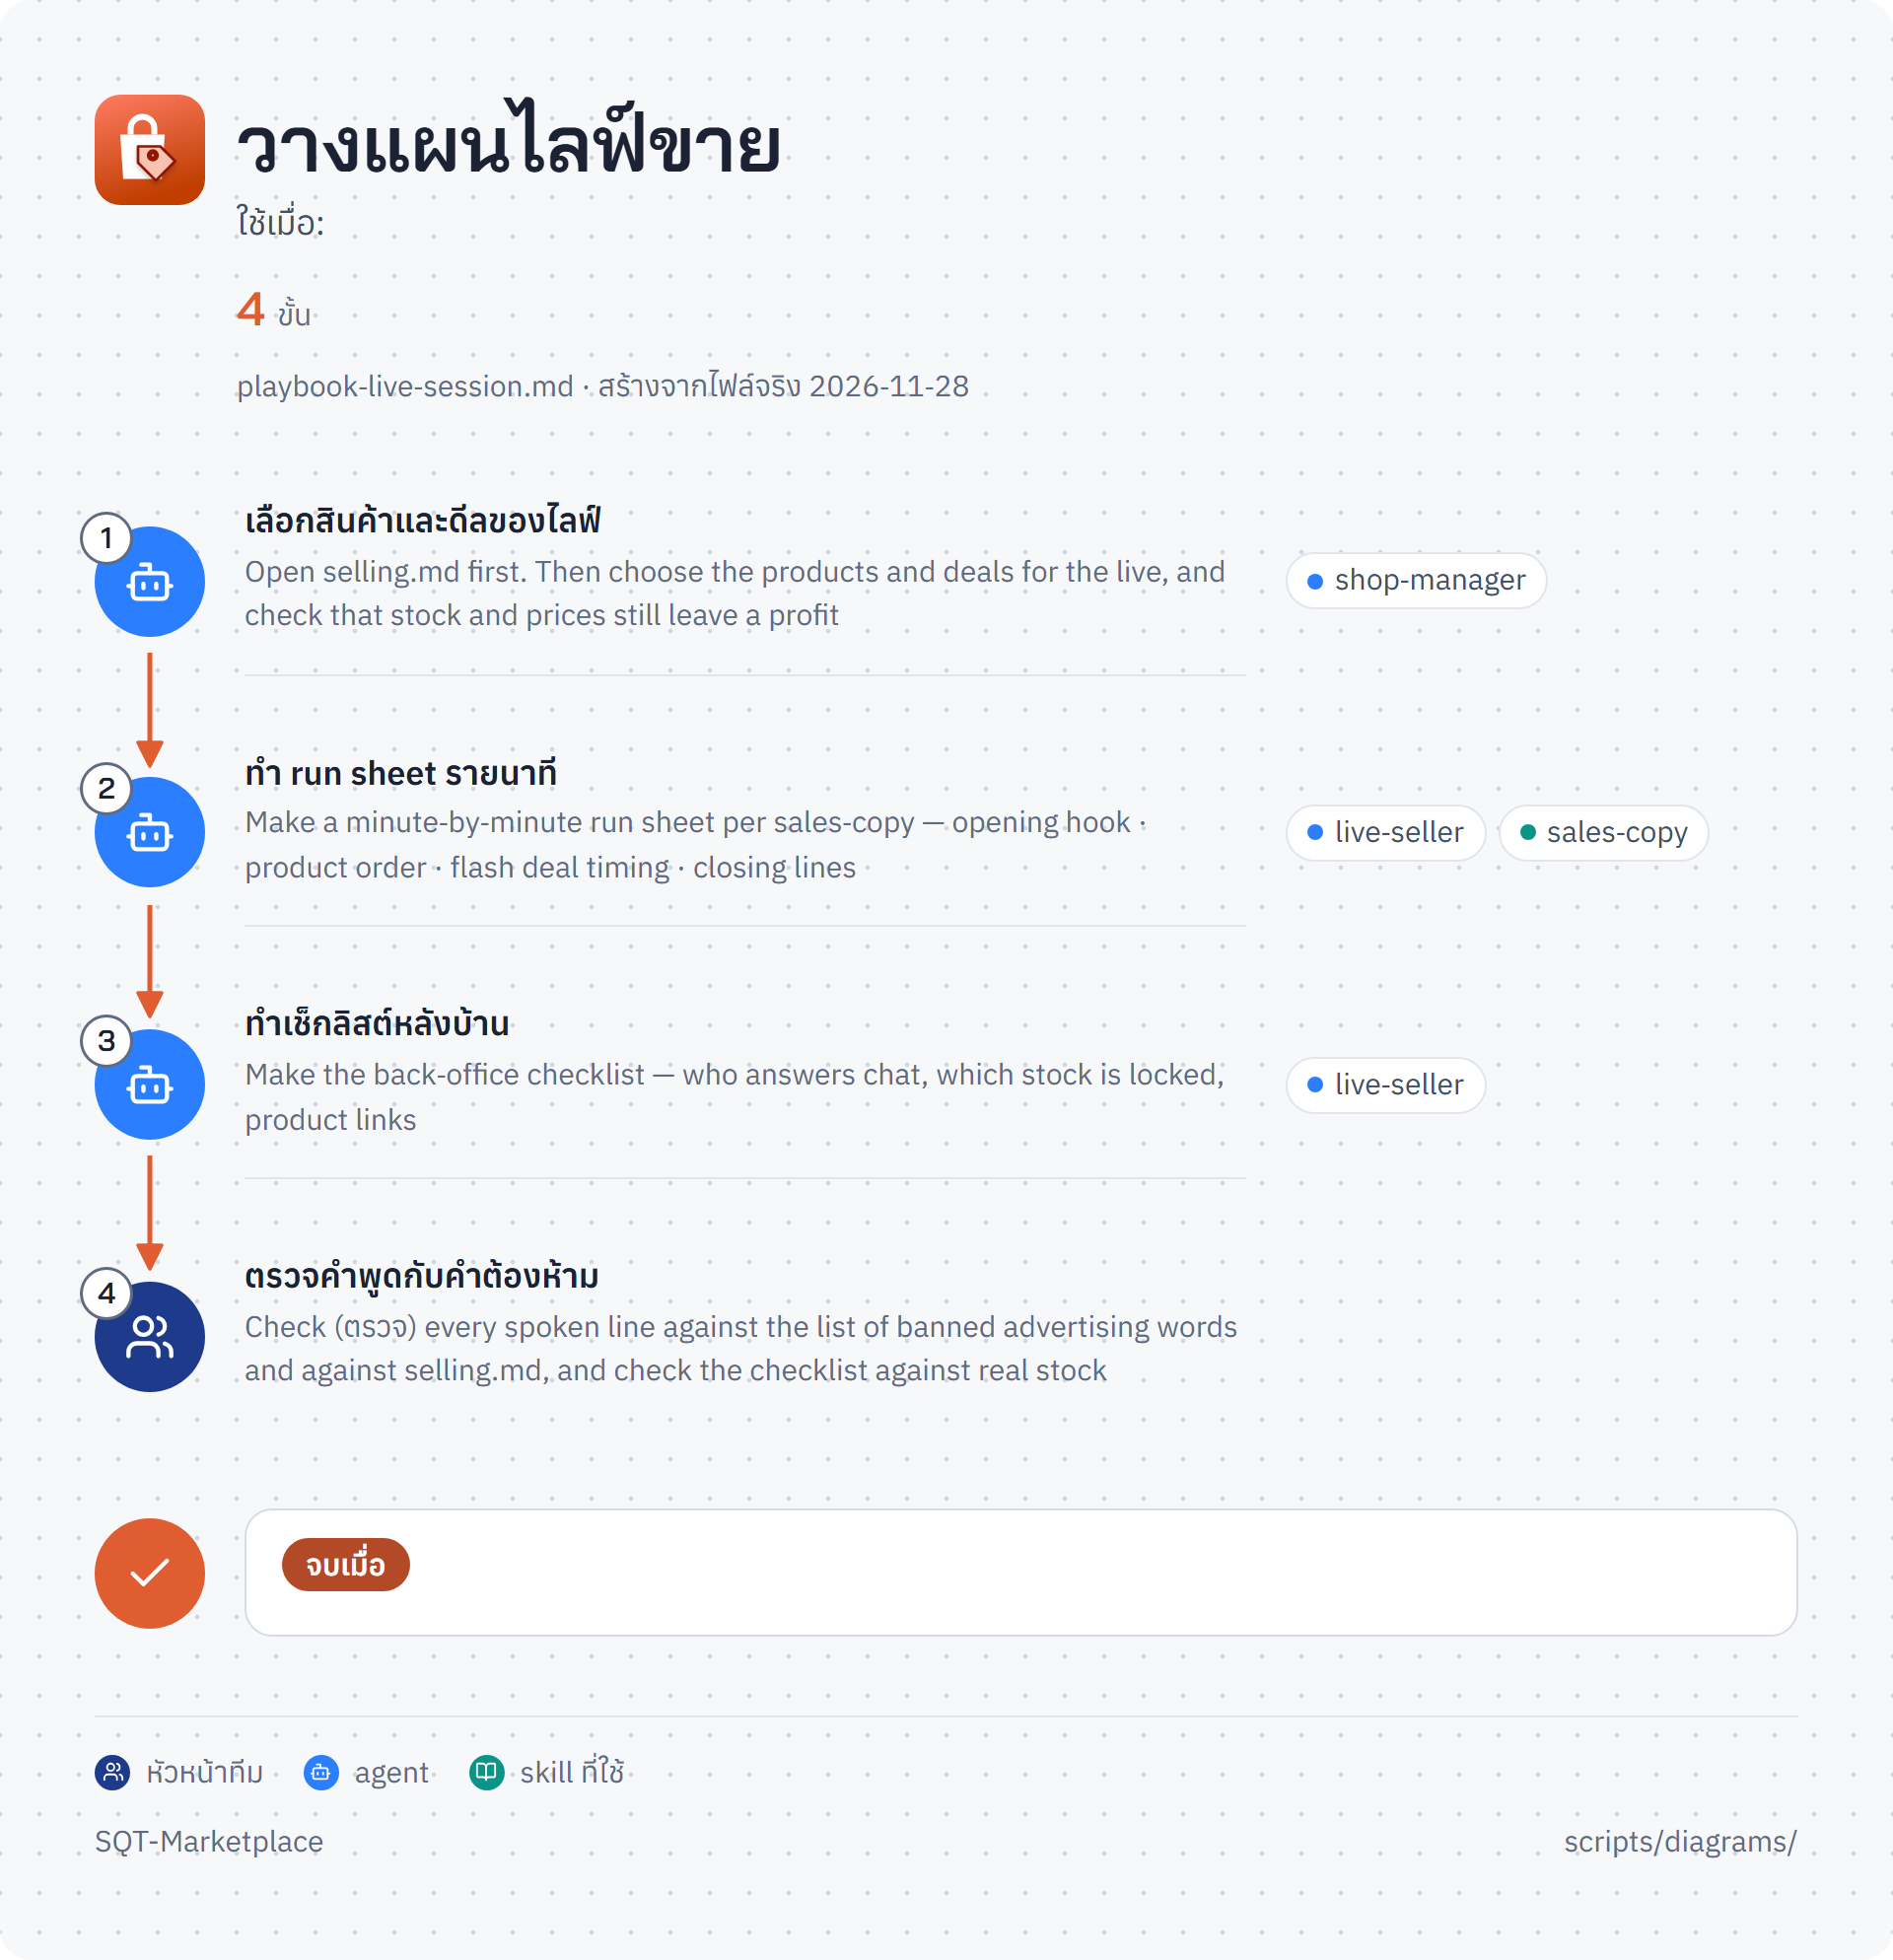 วางแผนไลฟ์ขาย
ใช้เมื่อ:
4 ขั้น
playbook-live-session.md · สร้างจากไฟล์จริง 2026-11-28
1
เลือกสินค้าและดีลของไลฟ์
Open selling.md first. Then choose the products and deals for the live, and
check that stock and prices still leave a profit
shop-manager
2
ทำ run sheet รายนาที
Make a minute-by-minute run sheet per sales-copy — opening hook ·
product order · flash deal timing · closing lines
live-seller
sales-copy
3
ทำเช็กลิสต์หลังบ้าน
Make the back-office checklist — who answers chat, which stock is locked,
product links
live-seller
4
ตรวจคำพูดกับคำต้องห้าม
Check (ตรวจ) every spoken line against the list of banned advertising words
and against selling.md, and check the checklist against real stock
จบเมื่อ
หัวหน้าทีม
agent
skill ที่ใช้
SQT-Marketplace
scripts/diagrams/